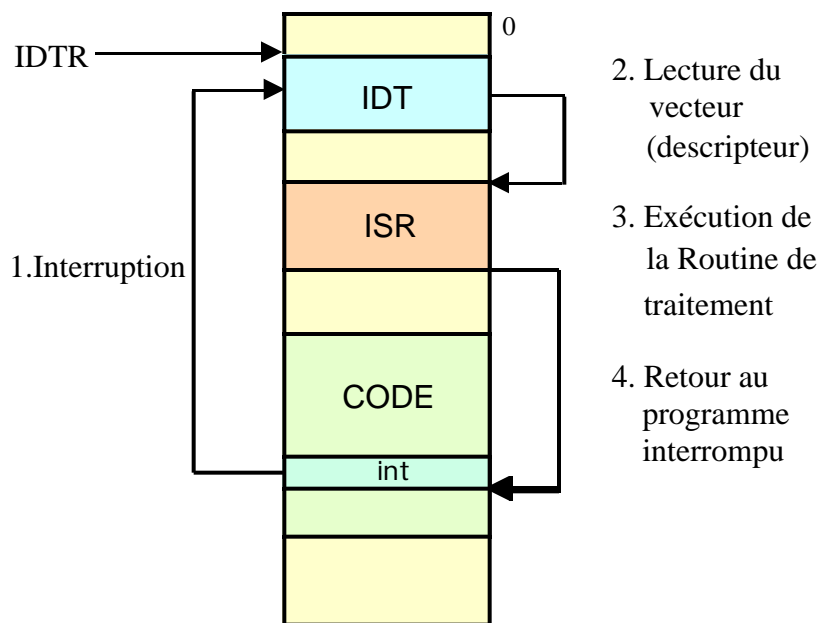 0
IDTR
IDT
2. Lecture du
vecteur
(descripteur)
ISR
3. Exécution de
la Routine de
traitement
1.Interruption
CODE
4. Retour au
programme
interrompu
int